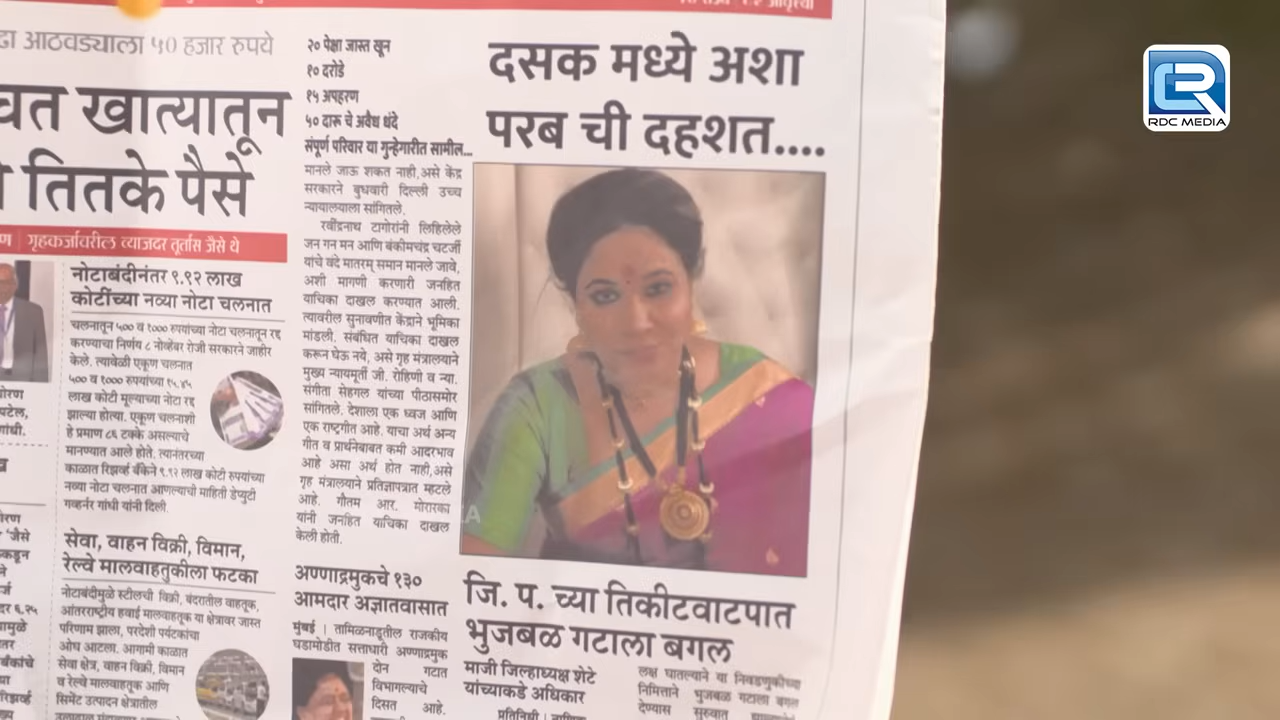 ढा आठवड्याला ५० हजार रुपये
खात्यातून
तितके पैसे
गृहकर्जावरील व्याजदर तूर्तास जैसे थे
नोटाबंदीनंतर ९.९२ लाख
कोटींच्या नव्या नोटा चलनात
चलनातून ५०० व १००० रुपयांच्या नोटा चलनातून रद्द
करण्याचा निर्णय ८ नोव्हेंबर रोजी सरकारने जाहीर
केले. त्यावेळी एकूण चलनात
५०० व १००० रुपयांच्या १५.४५
लाख कोटी मूल्याच्या नोटा रद्द
झाल्या होत्या. एकूण चलनाशी
हे प्रमाण ८६ टक्के असल्याचे
मानण्यात आले होते. त्यानंतरच्या
काळात रिझर्व्ह बँकेने ९.९२ लाख कोटी रुपयांच्या
नव्या नोटा चलनात आणल्याची माहिती डेप्युटी
गव्हर्नर गांधी यांनी दिली.
सेवा, वाहन विक्री, विमान,
रेल्वे मालवाहतुकीला फटका
नोटाबंदीमुळे स्टीलची विक्री, बंदरातील वाहतूक,
आंतरराष्ट्रीय हवाई मालवाहतूक या क्षेत्रावर जास्त
परिणाम झाला, परदेशी पर्यटकांचा
ओघ आटला. आगामी काळात
सेवा क्षेत्र, वाहन विक्री, विमान
व रेल्वे मालवाहतूक आणि
सिमेंट उत्पादन क्षेत्रातील
२० पेक्षा जास्त खून
१० दरोडे
१५ अपहरण
५० दारू चे अवैध धंदे
संपूर्ण परिवार या गुन्हेगारीत सामील...
मानले जाऊ शकत नाही,असे केंद्र
सरकारने बुधवारी दिल्ली उच्च
न्यायालयाला सांगितले.
रवींद्रनाथ टागोरांनी लिहिलेले
जन गन मन आणि बंकीमचंद्र चटर्जी
यांचे वंदे मातरम् समान मानले जावे,
अशी मागणी करणारी जनहित
याचिका दाखल करण्यात आली.
त्यावरील सुनावणीत केंद्राने भूमिका
मांडली. संबंधित याचिका दाखल
करून घेऊ नये, असे गृह मंत्रालयाने
मुख्य न्यायमूर्ती जी. रोहिणी व न्या.
संगीता सेहगल यांच्या पीठासमोर
सांगितले. देशाला एक ध्वज आणि
एक राष्ट्रगीत आहे. याचा अर्थ अन्य
गीत व प्रार्थनेबाबत कमी आदरभाव
आहे असा अर्थ होत नाही,असे
गृह मंत्रालयाने प्रतिज्ञापत्रात म्हटले
आहे. गौतम आर. मोरारका
यांनी जनहित याचिका दाखल
केली होती.
अण्णाद्रमुकचे १३०
आमदार अज्ञातवासात
मुंबई | तामिळनाडूतील राजकीय
घडामोडीत सत्ताधारी अण्णाद्रमुक
दोन गटात
विभागल्याचे
दिसत आहे.
दसक मध्ये अशा
परब ची दहशत....
जि. प. च्या तिकीटवाटपात
भुजबळ गटाला बगल
माजी जिल्हाध्यक्ष शेटे
यांच्याकडे अधिकार
लक्ष घातल्याने या निवडणुकीच्या
निमित्ताने भुजबळ गटाला बगल
देण्यास सुरुवात
RDC MEDIA